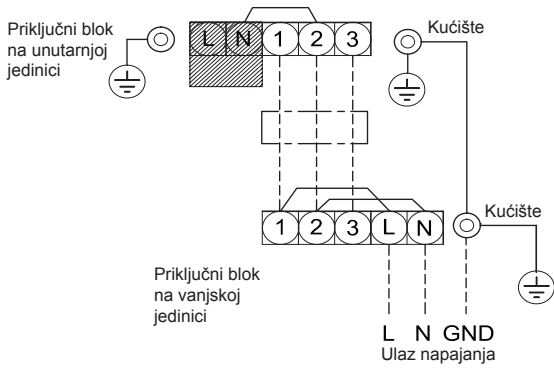 Priključni blok
na unutarnjoj
jedinici
L N 1 2 3
Kućište
1 2 3 L N
Kućište
Priključni blok
na vanjskoj
jedinici
L N GND
Ulaz napajanja